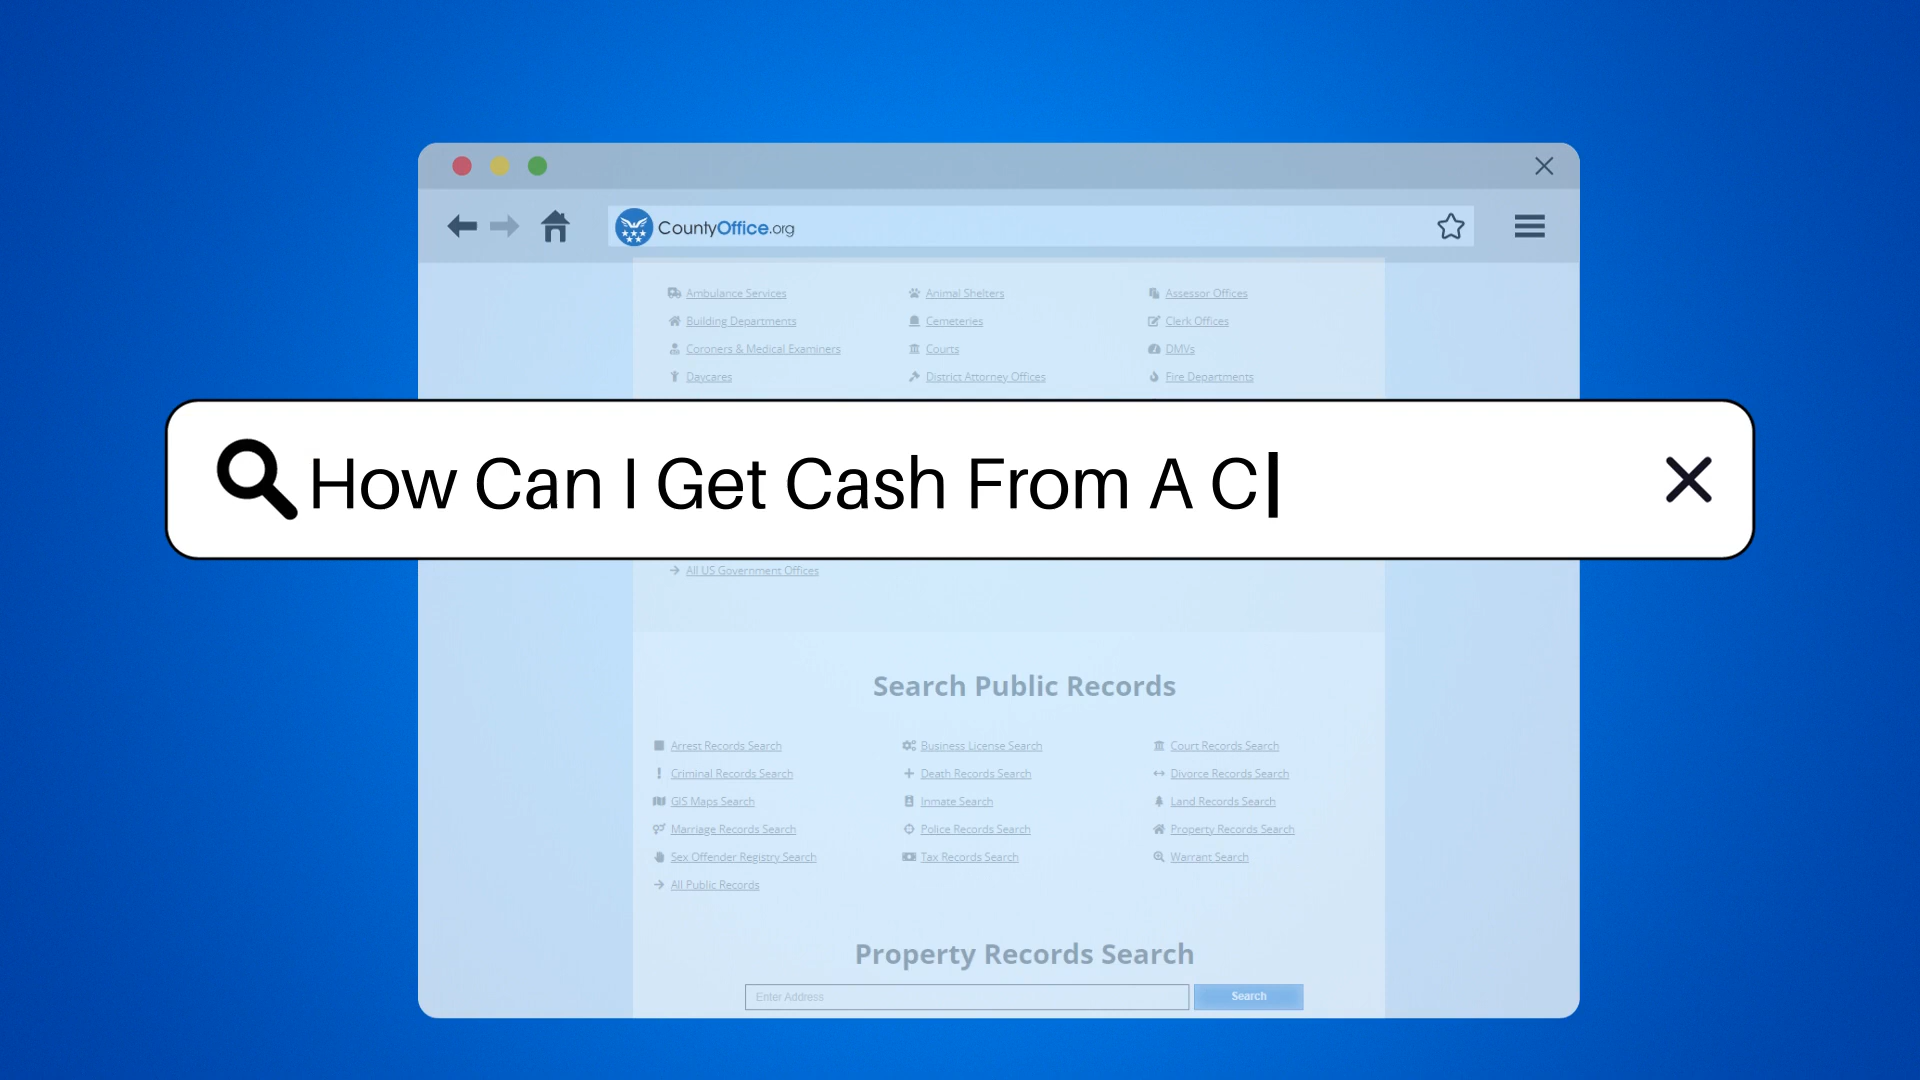 CountyOffice.org
Ambulance Services Animal Shelters Assessor Offices
Building Departments Cemeteries Clerk Offices
Coroners & Medical Examiners Courts DMVs
Daycares District Attorney Offices Fire Departments
How Can I Get Cash From A C
All US Government Offices
Search Public Records
Arrest Records Search Business License Search Court Records Search
Criminal Records Search Death Records Search Divorce Records Search
GIS Maps Search Inmate Search Land Records Search
Marriage Records Search Police Records Search Property Records Search
Sex Offender Registry Search Tax Records Search Warrant Search
All Public Records
Property Records Search
Enter Address Search